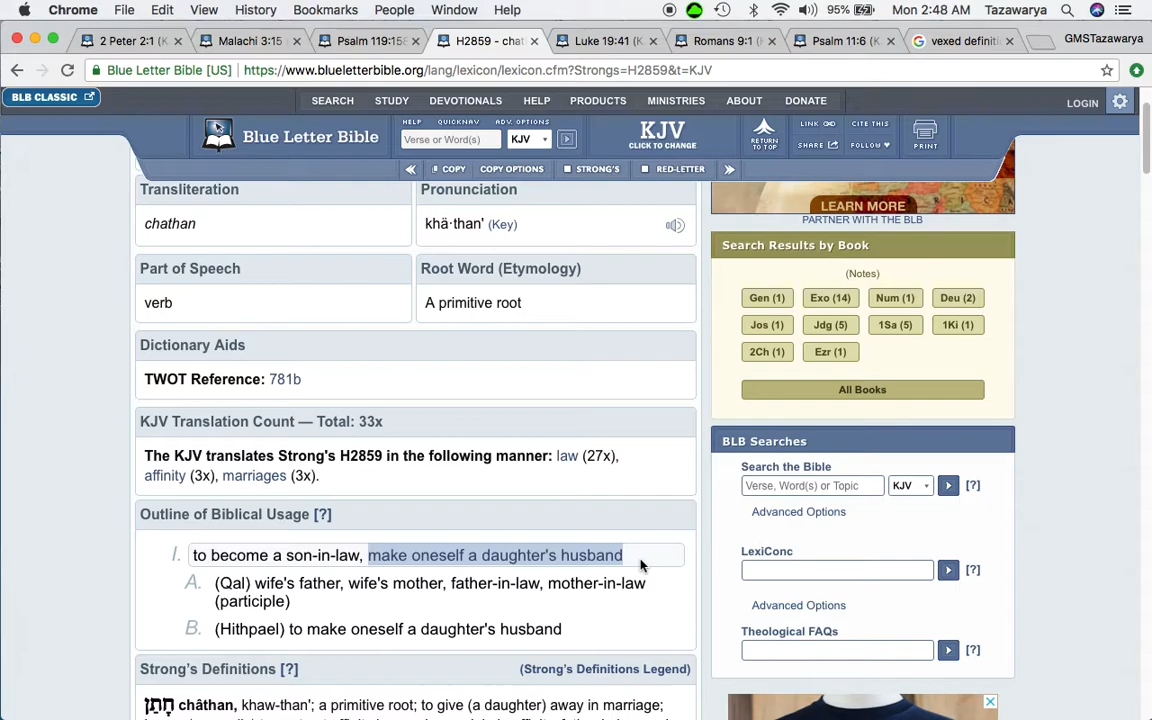 Chrome File Edit View History Bookmarks People Window Help 95% Mon 2:48 AM Tazawarya
2 Peter 2:1 (K Malachi 3:15 Psalm 119:15 H2859 - chat Luke 19:41 (K Romans 9:1 (K Psalm 11:6 (K vexed definiti GMSTazawarya
Blue Letter Bible [US] https://www.blueletterbible.org/lang/lexicon/lexicon.cfm?Strongs=H2859&t=KJV
BLB CLASSIC
SEARCH STUDY DEVOTIONALS HELP PRODUCTS MINISTRIES ABOUT DONATE LOGIN
HELP QUICKNAV ADV. OPTIONS
Blue Letter Bible
Verse or Word(s) KJV
KJV
CLICK TO CHANGE
RETURN
TO TOP
LINK CITE THIS
SHARE FOLLOW
PRINT
COPY COPY OPTIONS STRONG'S RED-LETTER
Transliteration
chathan
Pronunciation
khä·than' (Key)
Part of Speech
verb
Root Word (Etymology)
A primitive root
Dictionary Aids
TWOT Reference: 781b
KJV Translation Count — Total: 33x
The KJV translates Strong's H2859 in the following manner: law (27x),
affinity (3x), marriages (3x).
Outline of Biblical Usage [?]
I. to become a son-in-law, make oneself a daughter's husband
A. (Qal) wife's father, wife's mother, father-in-law, mother-in-law
(participle)
B. (Hithpael) to make oneself a daughter's husband
Strong's Definitions [?] (Strong's Definitions Legend)
חָתַן châthan, khaw-than'; a primitive root; to give (a daughter) away in marriage;
LEARN MORE
PARTNER WITH THE BLB
Search Results by Book
(Notes)
Gen (1) Exo (14) Num (1) Deu (2)
Jos (1) Jdg (5) 1Sa (5) 1Ki (1)
2Ch (1) Ezr (1)
All Books
BLB Searches
Search the Bible
Verse, Word(s) or Topic KJV [?]
Advanced Options
LexiConc
[?]
Advanced Options
Theological FAQs
[?]